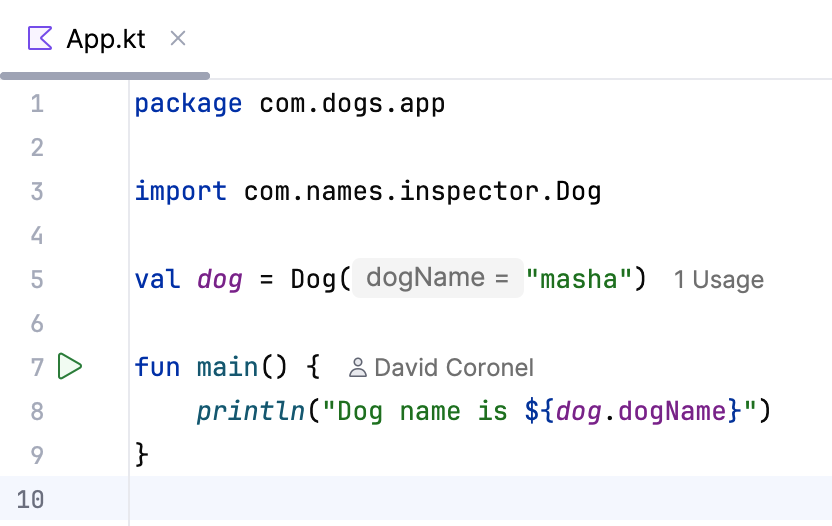 App.kt
1 package com.dogs.app
2
3 import com.names.inspector.Dog
4
5 val dog = Dog( dogName = "masha") 1 Usage
6
7 fun main() { David Coronel
8     println("Dog name is ${dog.dogName}")
9 }
10